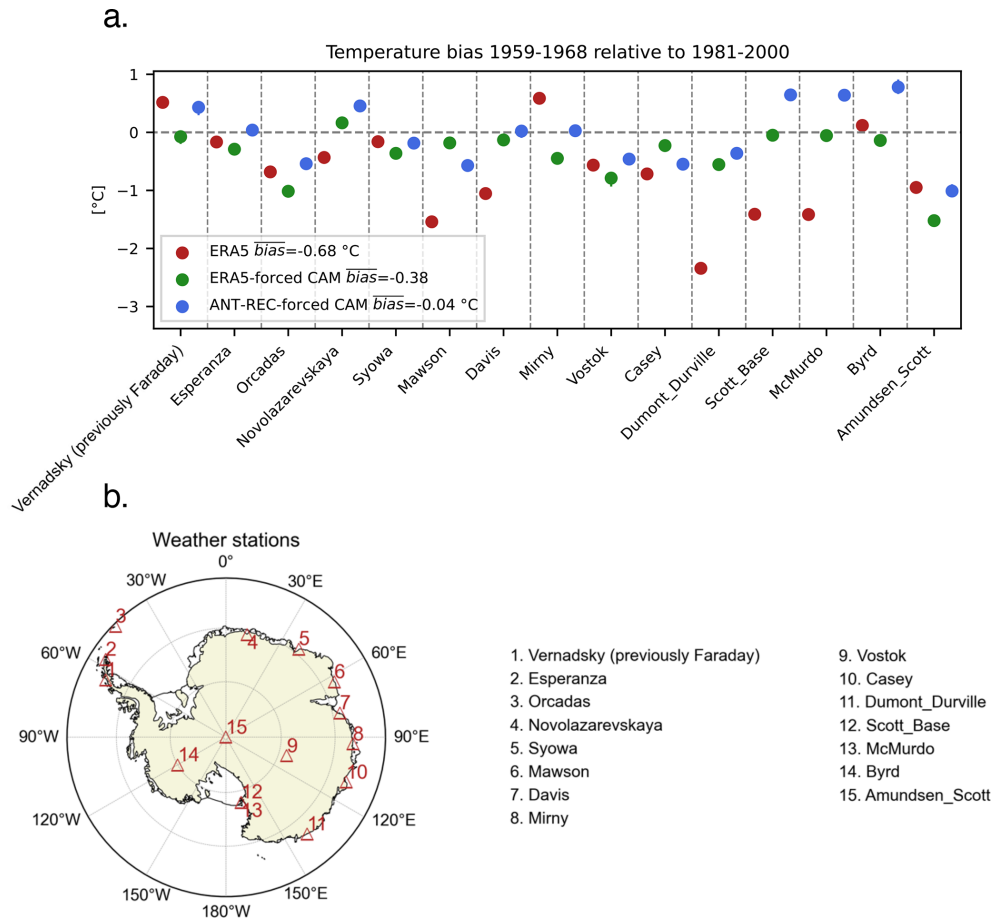 a.
Temperature bias 1959-1968 relative to 1981-2000
[°C]
1
0
−1
−2
−3
ERA5 bias=-0.68 °C
ERA5-forced CAM bias=-0.38
ANT-REC-forced CAM bias=-0.04 °C
Vernadsky (previously Faraday)
Esperanza
Orcadas
Novolazarevskaya
Syowa
Mawson
Davis
Mirny
Vostok
Casey
Dumont_Durville
Scott_Base
McMurdo
Byrd
Amundsen_Scott
b.
Weather stations
0°
30°W
30°E
60°W
60°E
90°W
90°E
120°W
120°E
150°W
150°E
180°W
3
2
1
4
5
6
7
8
15
9
14
10
12
13
11
1. Vernadsky (previously Faraday)
2. Esperanza
3. Orcadas
4. Novolazarevskaya
5. Syowa
6. Mawson
7. Davis
8. Mirny
9. Vostok
10. Casey
11. Dumont_Durville
12. Scott_Base
13. McMurdo
14. Byrd
15. Amundsen_Scott